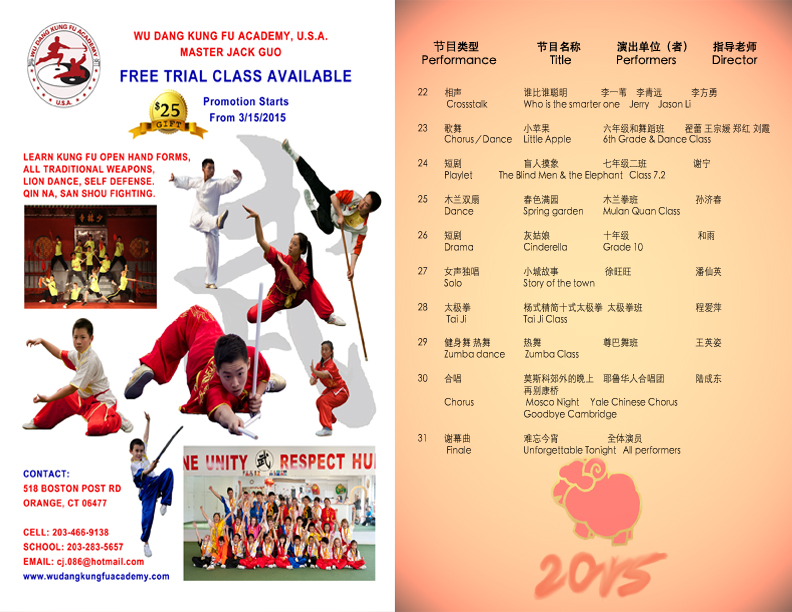 WU DANG KUNG FU ACADEMY
U.S.A.
WU DANG KUNG FU ACADEMY, U.S.A.
MASTER JACK GUO
FREE TRIAL CLASS AVAILABLE
$25
GIFT
Promotion Starts
From 3/15/2015
LEARN KUNG FU OPEN HAND FORMS,
ALL TRADITIONAL WEAPONS,
LION DANCE, SELF DEFENSE.
QIN NA, SAN SHOU FIGHTING.
武
NE UNITY 武 RESPECT HU
CONTACT:
518 BOSTON POST RD
ORANGE, CT 06477
CELL: 203-466-9138
SCHOOL: 203-283-5657
EMAIL: cj.086@hotmail.com
www.wudangkungfuacademy.com
节目类型 节目名称 演出单位（者） 指导老师
Performance Title Performers Director
22 相声 谁比谁聪明 李一苇 李青远 李方勇
Crossstalk Who is the smarter one Jerry Jason Li
23 歌舞 小苹果 六年级和舞蹈班 翟蕾 王宗媛 郑红 刘霞
Chorus／Dance Little Apple 6th Grade & Dance Class
24 短剧 盲人摸象 七年级二班 谢宁
Playlet The Blind Men & the Elephant Class 7.2
25 木兰双扇 春色满园 木兰拳班 孙济春
Dance Spring garden Mulan Quan Class
26 短剧 灰姑娘 十年级 和雨
Drama Cinderella Grade 10
27 女声独唱 小城故事 徐旺旺 潘仙英
Solo Story of the town
28 太极拳 杨式精简十式太极拳 太极拳班 程爱萍
Tai Ji Tai Ji Class
29 健身舞 热舞 热舞 尊巴舞班 王英姿
Zumba dance Zumba Class
30 合唱 莫斯科郊外的晚上 耶鲁华人合唱团 陆成东
再别康桥
Chorus Mosco Night Yale Chinese Chorus
Goodbye Cambridge
31 谢幕曲 难忘今宵 全体演员
Finale Unforgettable Tonight All performers
2015